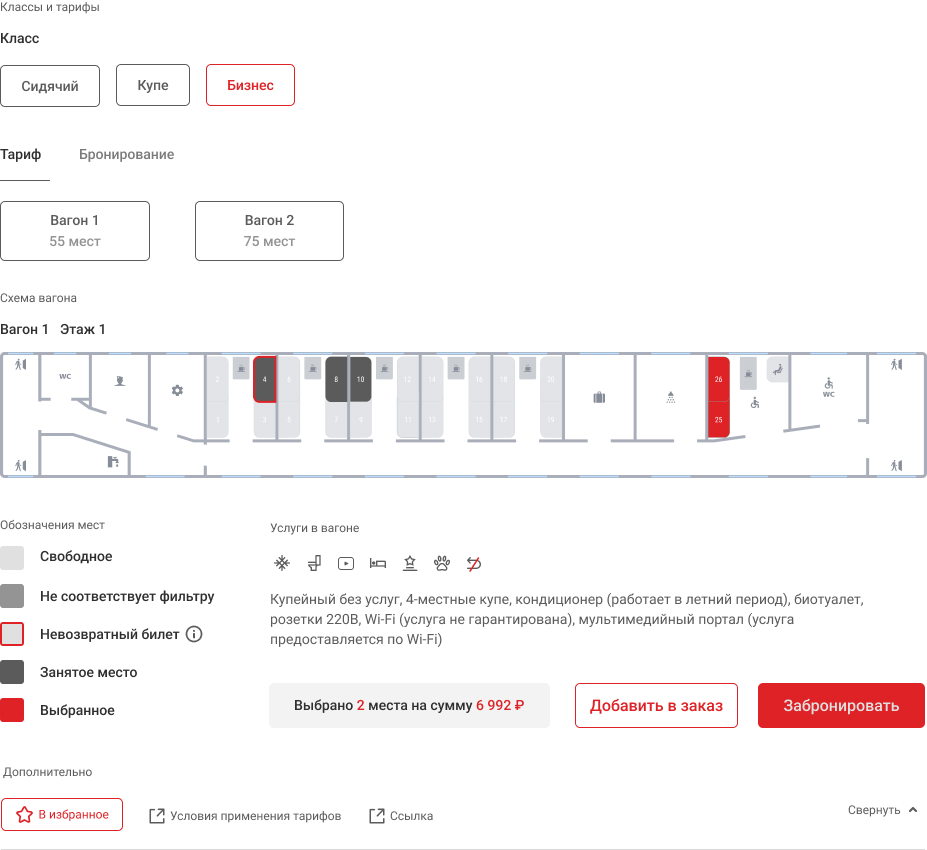 Классы и тарифы
Класс
Сидячий Купе Бизнес
Тариф Бронирование
Вагон 1 Вагон 2
55 мест 75 мест
Схема вагона
Вагон 1 Этаж 1
WC
2 4 6 8 10 12 14 16 18 20 26
WC
1 3 5 7 9 11 13 15 17 19 25
Обозначения мест
Свободное
Не соответствует фильтру
Невозвратный билет
Занятое место
Выбранное
Услуги в вагоне
Купейный без услуг, 4-местные купе, кондиционер (работает в летний период), биотуалет,
розетки 220В, Wi-Fi (услуга не гарантирована), мультимедийный портал (услуга
предоставляется по Wi-Fi)
Выбрано 2 места на сумму 6 992 ₽ Добавить в заказ Забронировать
Дополнительно
В избранное Условия применения тарифов Ссылка Свернуть